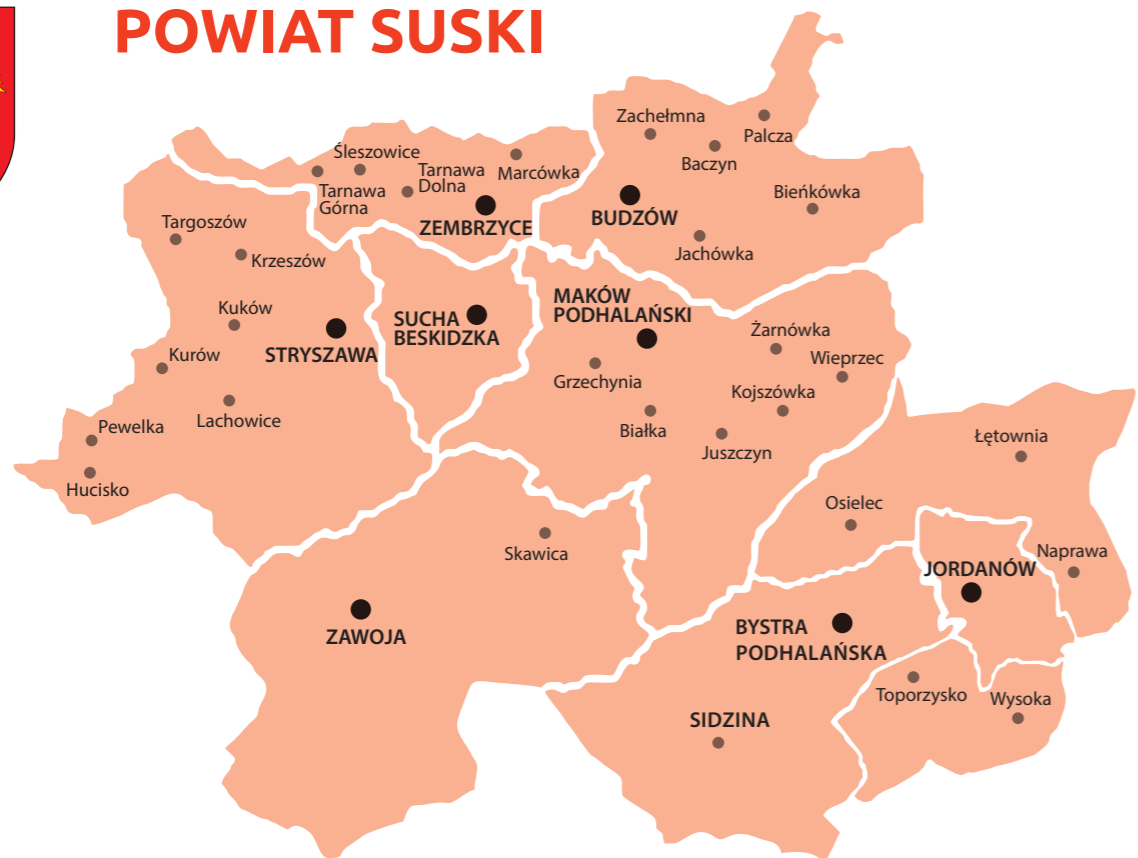 POWIAT SUSKI
Zachełmna
Palcza
Baczyn
Śleszowice
Tarnawa
Dolna
Marcówka
Tarnawa
Górna
Bieńkówka
ZEMBRZYCE
BUDZÓW
Targoszów
Jachówka
Krzeszów
MAKÓW
PODHALAŃSKI
Kuków
SUCHA
BESKIDZKA
Żarnówka
STRYSZAWA
Kurów
Wieprzec
Grzechynia
Kojszówka
Lachowice
Pewelka
Białka
Juszczyn
Łętownia
Hucisko
Osielec
Skawica
Naprawa
JORDANÓW
ZAWOJA
BYSTRA
PODHALAŃSKA
Toporzysko
Wysoka
SIDZINA